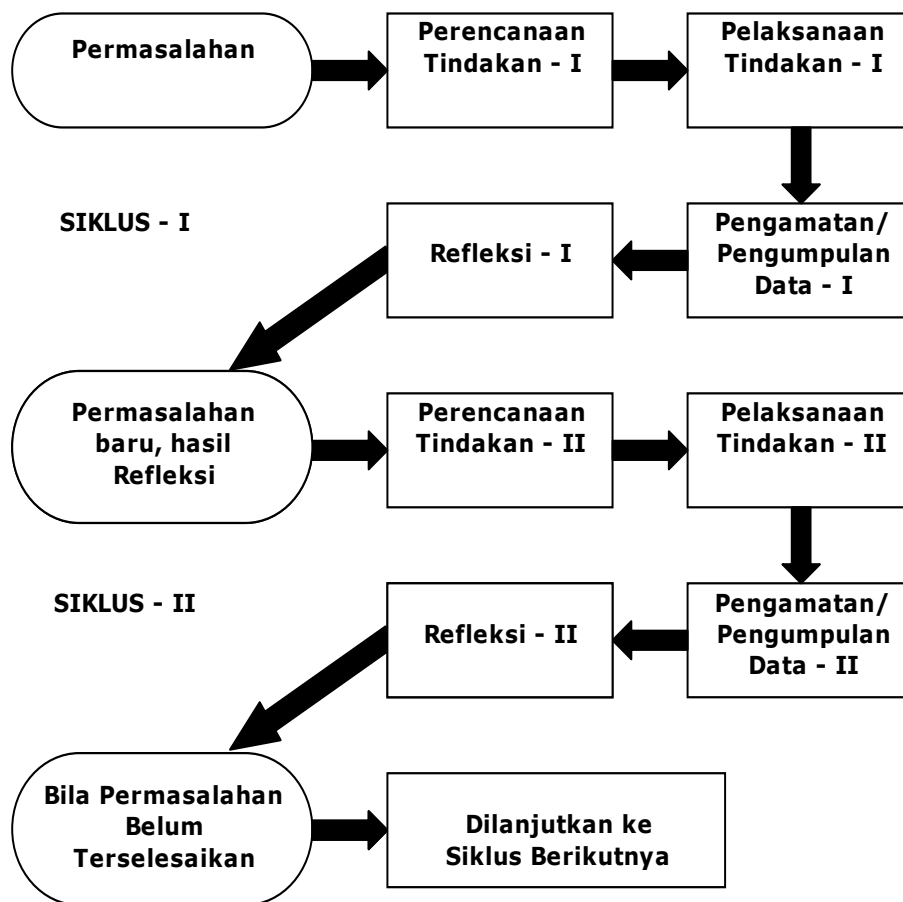 Permasalahan
Perencanaan
Tindakan - I
Pelaksanaan
Tindakan - I
SIKLUS - I
Refleksi - I
Pengamatan/
Pengumpulan
Data - I
Permasalahan
baru, hasil
Refleksi
Perencanaan
Tindakan - II
Pelaksanaan
Tindakan - II
SIKLUS - II
Refleksi - II
Pengamatan/
Pengumpulan
Data - II
Bila Permasalahan
Belum
Terselesaikan
Dilanjutkan ke
Siklus Berikutnya